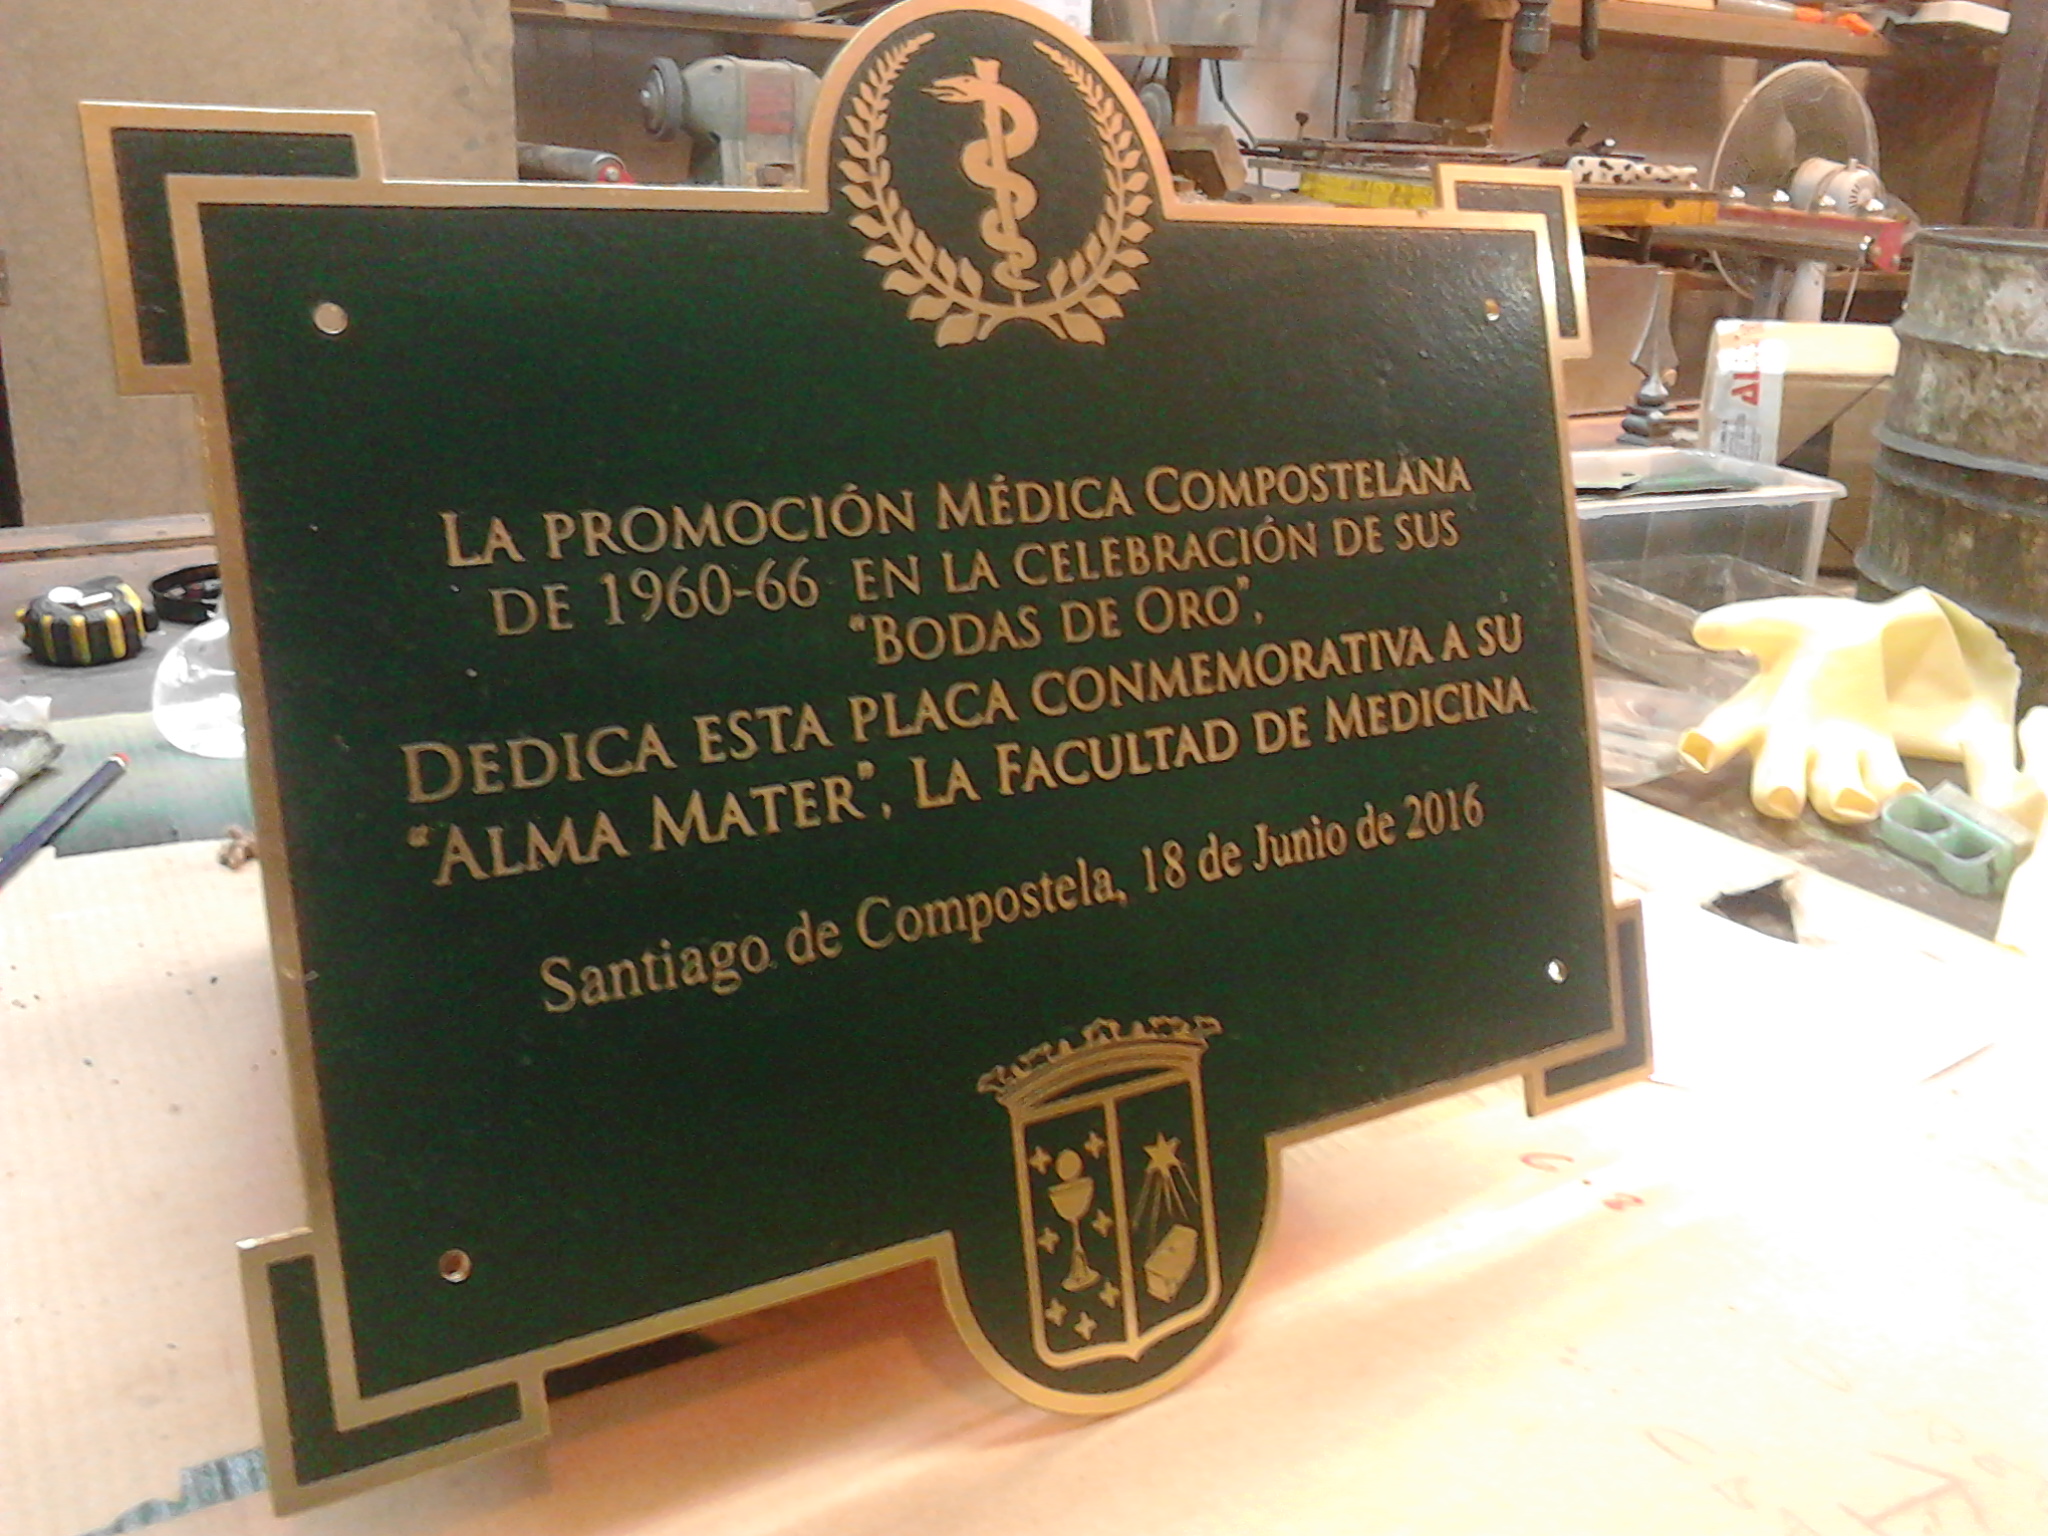 LA PROMOCIÓN MÉDICA COMPOSTELANA
DE 1960-66 EN LA CELEBRACIÓN DE SUS
“BODAS DE ORO”,
DEDICA ESTA PLACA CONMEMORATIVA A SU
“ALMA MATER”, LA FACULTAD DE MEDICINA
Santiago de Compostela, 18 de Junio de 2016